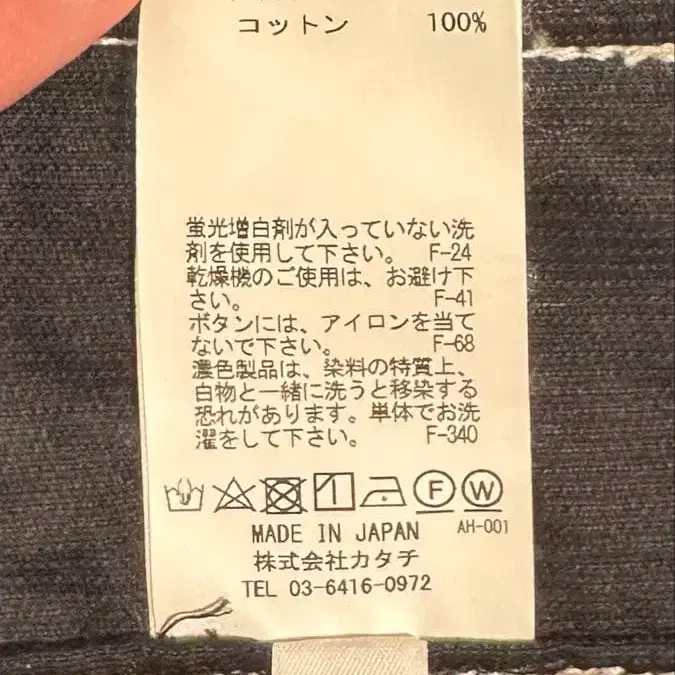 コットン 100%
蛍光増白剤が入っていない洗
剤を使用して下さい。 F-24
乾燥機のご使用は、お避け下
さい。 F-41
ボタンには、アイロンを当て
ないで下さい。 F-68
濃色製品は、染料の特質上、
白物と一緒に洗うと移染する
恐れがあります。単体でお洗
濯をして下さい。 F-340
F W
MADE IN JAPAN AH-001
株式会社カタチ
TEL 03-6416-0972